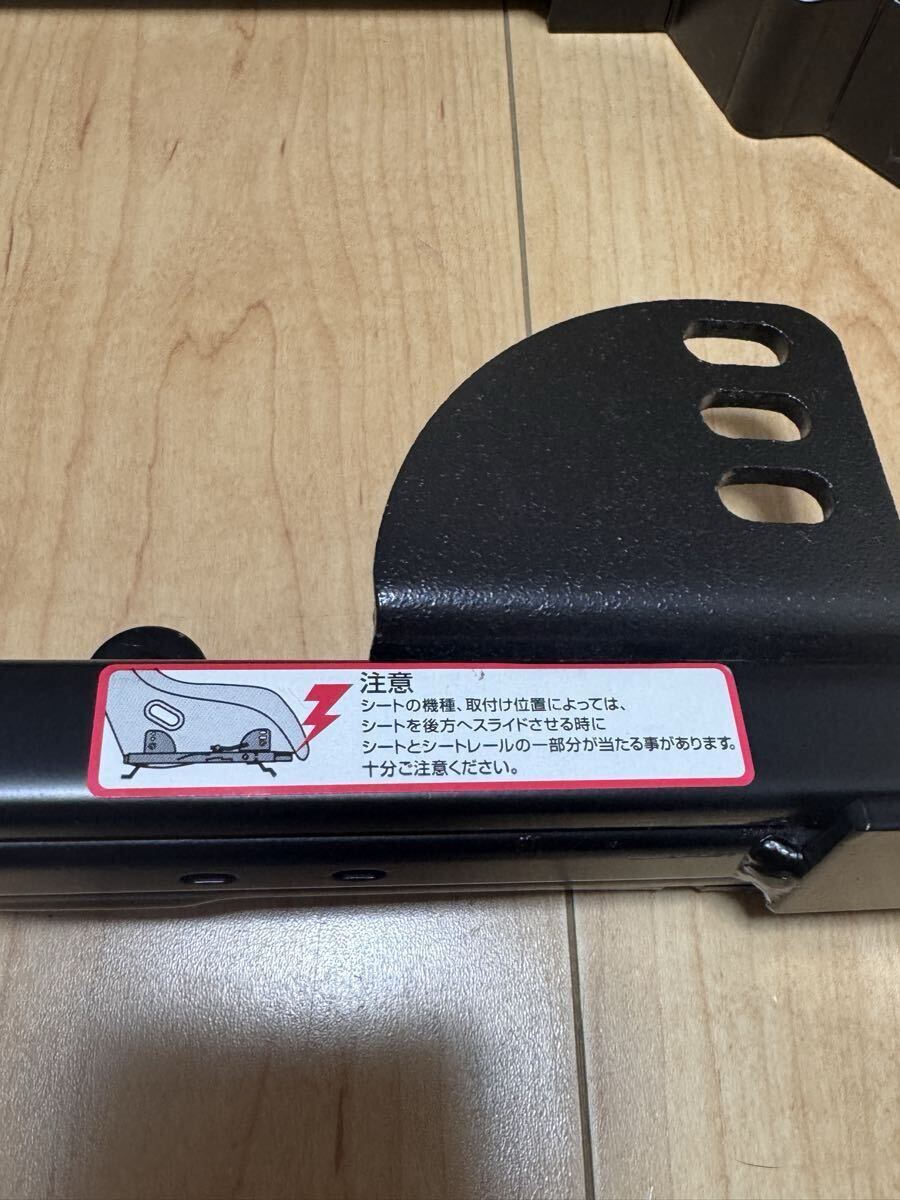 注意
シートの機種、取付け位置によっては、
シートを後方へスライドさせる時に
シートとシートレールの一部分が当たる事があります。
十分ご注意ください。